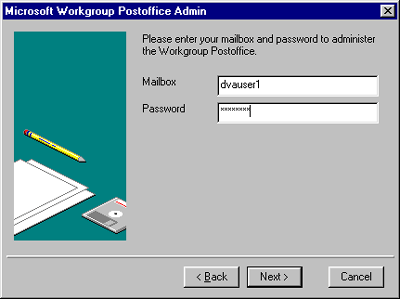 Microsoft Workgroup Postoffice Admin
Please enter your mailbox and password to administer
the Workgroup Postoffice.
Mailbox
dvauser1
Password
********
< Back
Next >
Cancel